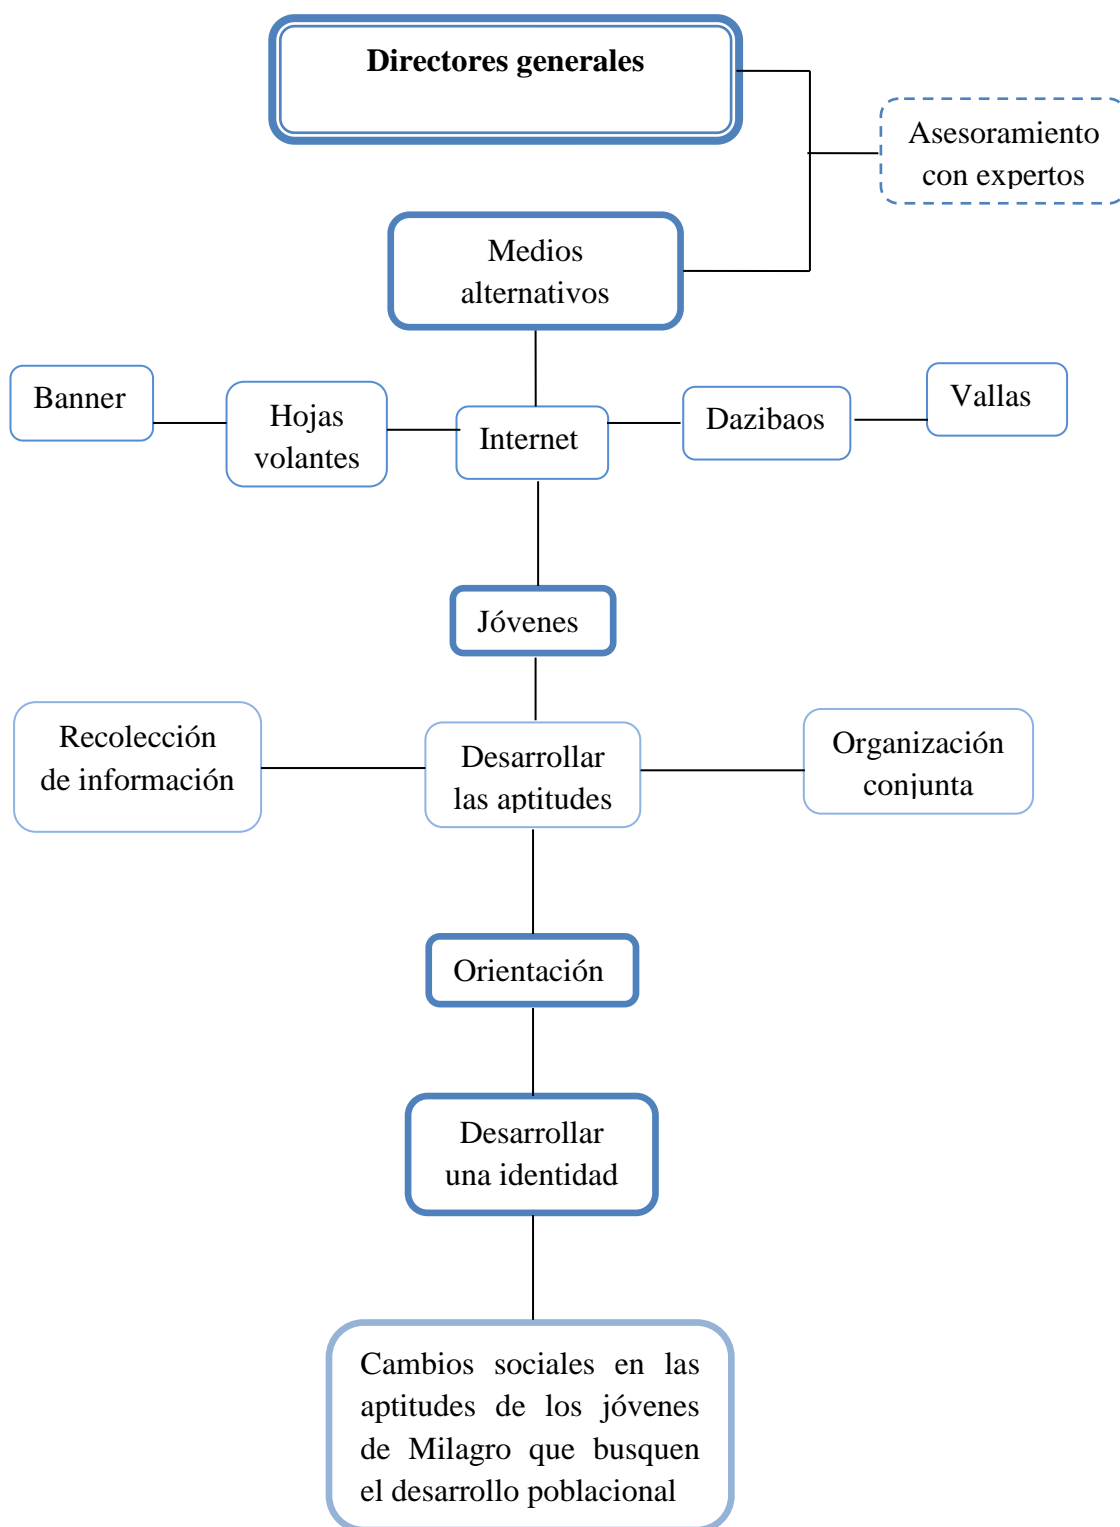 Directores generales
Asesoramiento
con expertos
Medios
alternativos
Banner
Hojas
volantes
Internet
Dazibaos
Vallas
Jóvenes
Recolección
de información
Desarrollar
las aptitudes
Organización
conjunta
Orientación
Desarrollar
una identidad
Cambios sociales en las
aptitudes de los jóvenes
de Milagro que busquen
el desarrollo poblacional